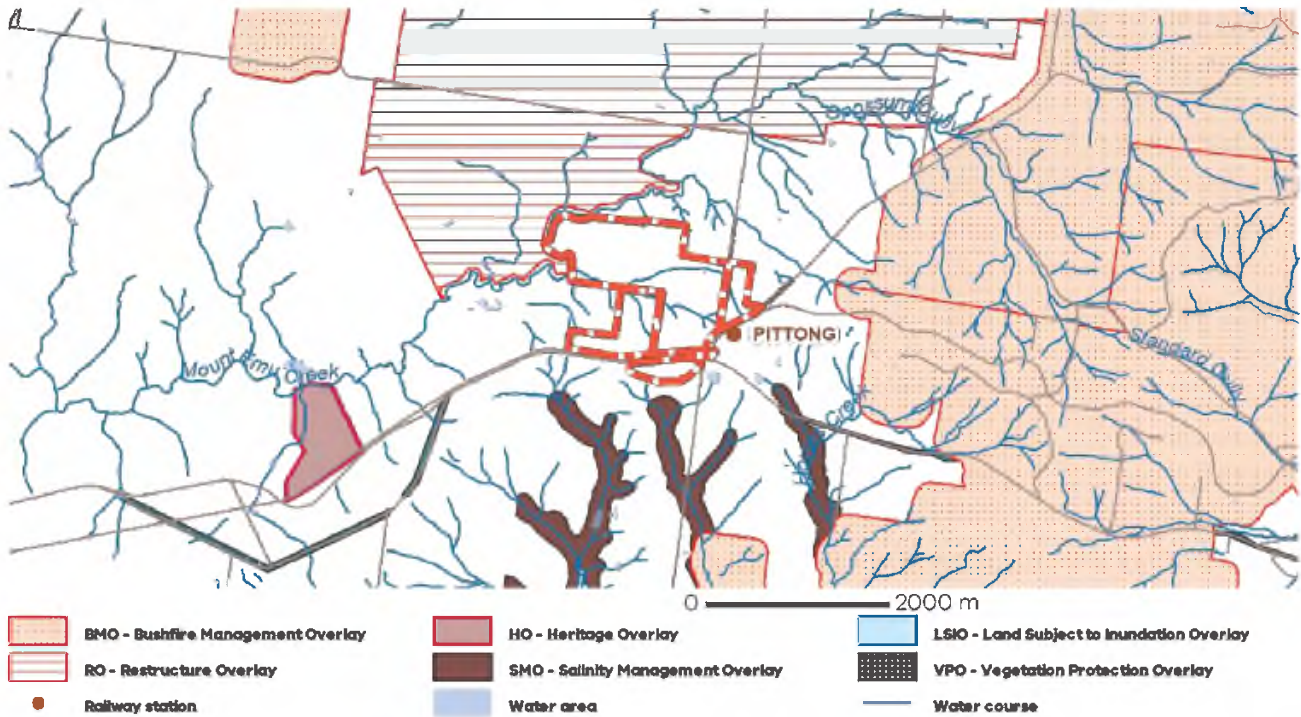 Mount Emu Creek
PITTONG
Creek
Standard Gully
0 2000 m
BMO - Bushfire Management Overlay
HO - Heritage Overlay
LSIO - Land Subject to Inundation Overlay
RO - Restructure Overlay
SMO - Salinity Management Overlay
VPO - Vegetation Protection Overlay
Railway station
Water area
Water course